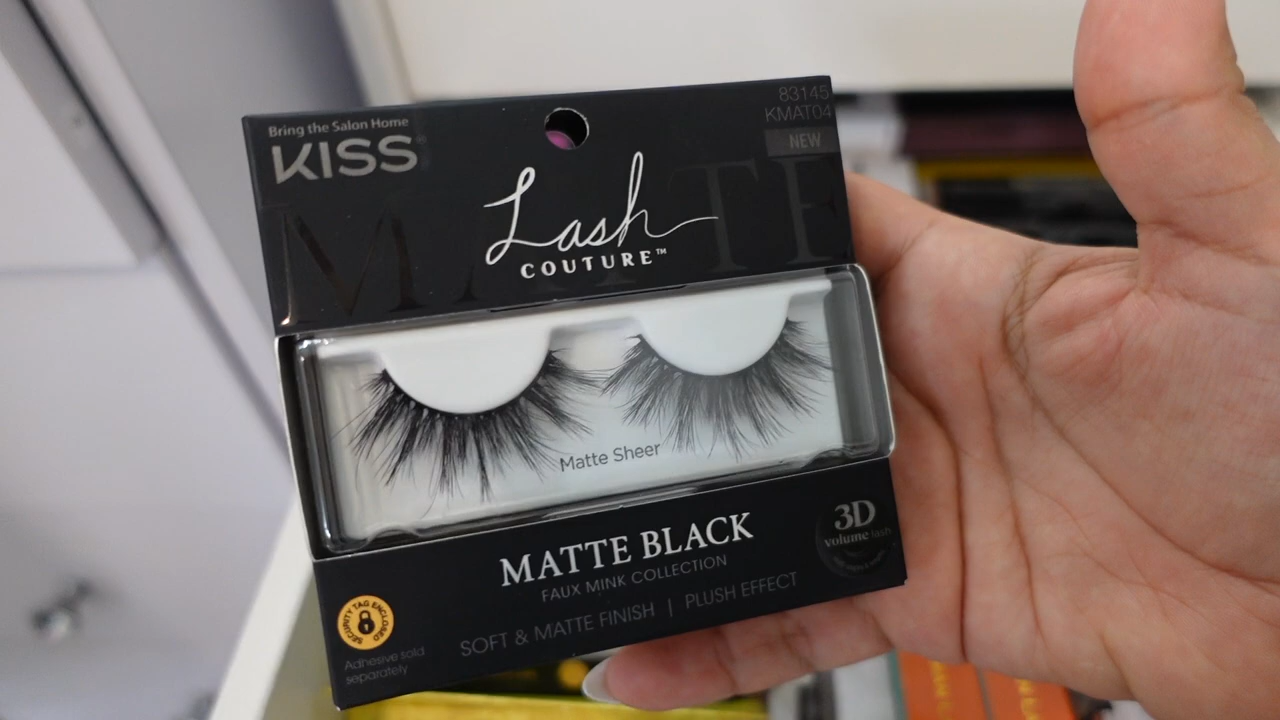 Bring the Salon Home
KISS
83145
KMAT04
NEW
MATTE
Lash
COUTURE™
Matte Sheer
MATTE BLACK
FAUX MINK COLLECTION
SOFT & MATTE FINISH | PLUSH EFFECT
3D
volume lash
SECURITY TAG ENCLOSED
Adhesive sold
separately